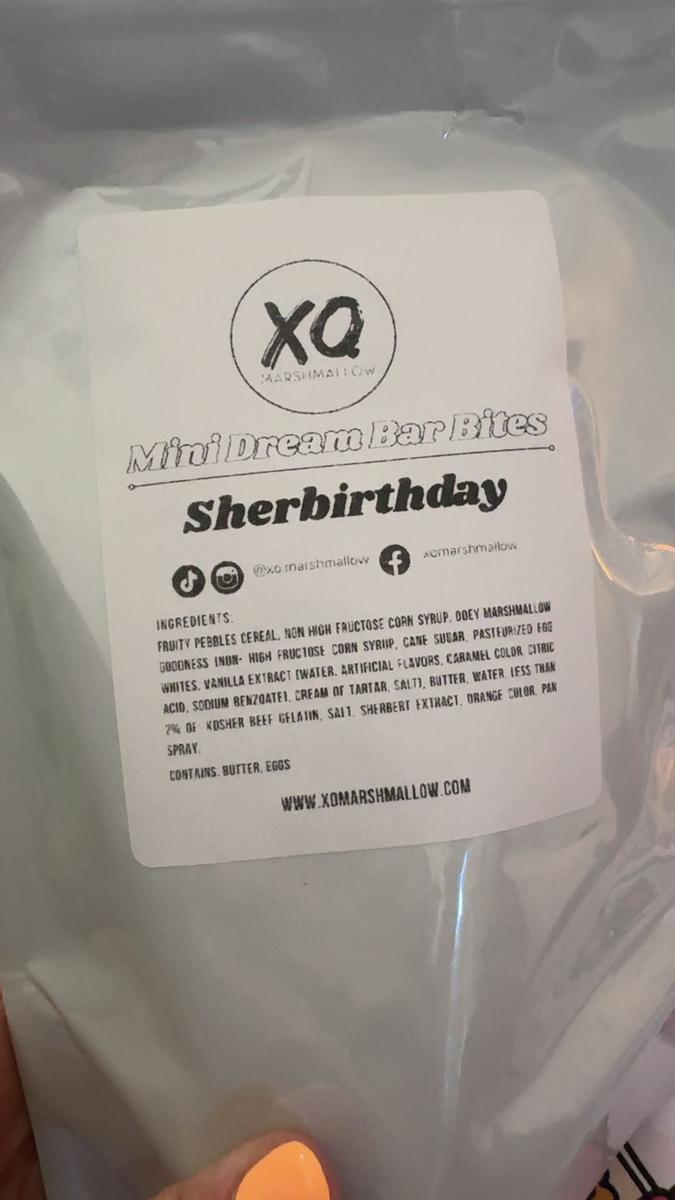 XO
MARSHMALLOW
Mini Dream Bar Bites
Sherbirthday
@xo.marshmallow xomarshmallow
INGREDIENTS:
FRUITY PEBBLES CEREAL, NON HIGH FRUCTOSE CORN SYRUP, OOEY MARSHMALLOW
GOODNESS (NON- HIGH FRUCTOSE CORN SYRUP, CANE SUGAR, PASTEURIZED EGG
WHITES, VANILLA EXTRACT [WATER, ARTIFICIAL FLAVORS, CARAMEL COLOR, CITRIC
ACID, SODIUM BENZOATE], CREAM OF TARTAR, SALT), BUTTER, WATER, LESS THAN
2% OF KOSHER BEEF GELATIN, SALT, SHERBERT EXTRACT, ORANGE COLOR, PAN
SPRAY.
CONTAINS: BUTTER, EGGS
WWW.XOMARSHMALLOW.COM